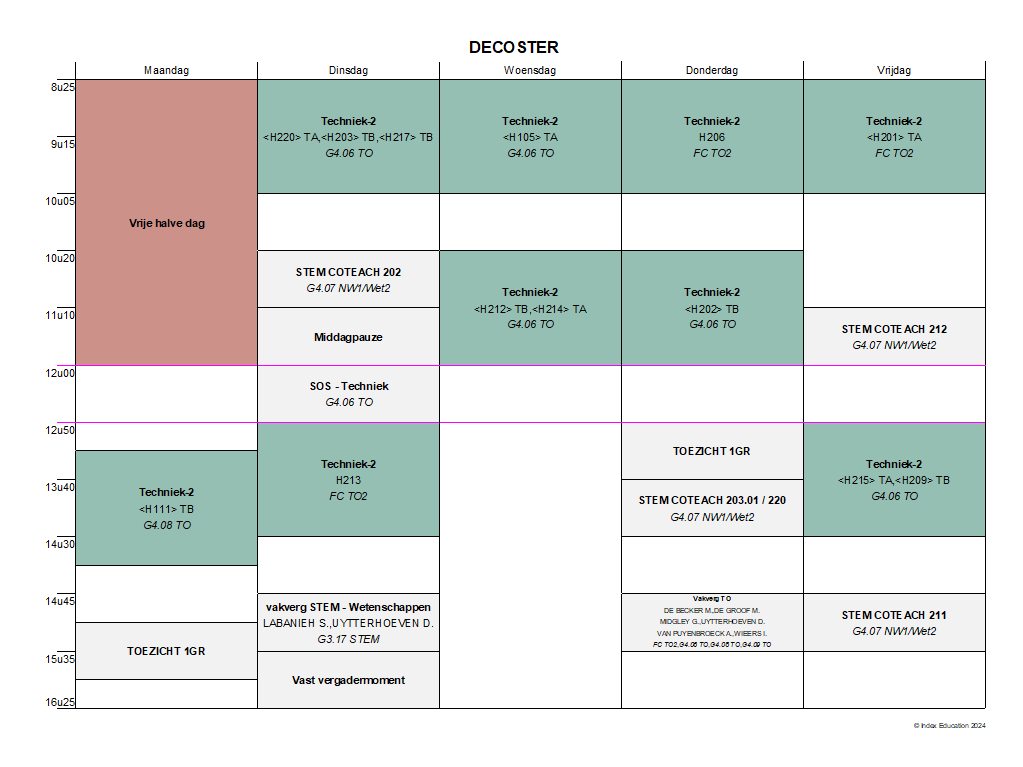 DECOSTER
Maandag Dinsdag Woensdag Donderdag Vrijdag
8u25
9u15
10u05
10u20
11u10
12u00
12u50
13u40
14u30
14u45
15u35
16u25
Vrije halve dag
Techniek-2
<H111> TB
G4.08 TO
TOEZICHT 1GR
Techniek-2
<H220> TA,<H203> TB,<H217> TB
G4.06 TO
STEM COTEACH 202
G4.07 NW1/Wet2
Middagpauze
SOS - Techniek
G4.06 TO
Techniek-2
H213
FC TO2
vakverg STEM - Wetenschappen
LABANIEH S.,UYTTERHOEVEN D.
G3.17 STEM
Vast vergadermoment
Techniek-2
<H105> TA
G4.06 TO
Techniek-2
<H212> TB,<H214> TA
G4.06 TO
Techniek-2
H206
FC TO2
Techniek-2
<H202> TB
G4.06 TO
TOEZICHT 1GR
STEM COTEACH 203.01 / 220
G4.07 NW1/Wet2
Vakverg TO
DE BECKER M.,DE GROOF M.
MIDGLEY G.,UYTTERHOEVEN D.
VAN PUYENBROECK A.,WIEERS I.
FC TO2,G4.06 TO,G4.08 TO,G4.09 TO
Techniek-2
<H201> TA
FC TO2
STEM COTEACH 212
G4.07 NW1/Wet2
Techniek-2
<H215> TA,<H209> TB
G4.06 TO
STEM COTEACH 211
G4.07 NW1/Wet2
© Index Education 2024